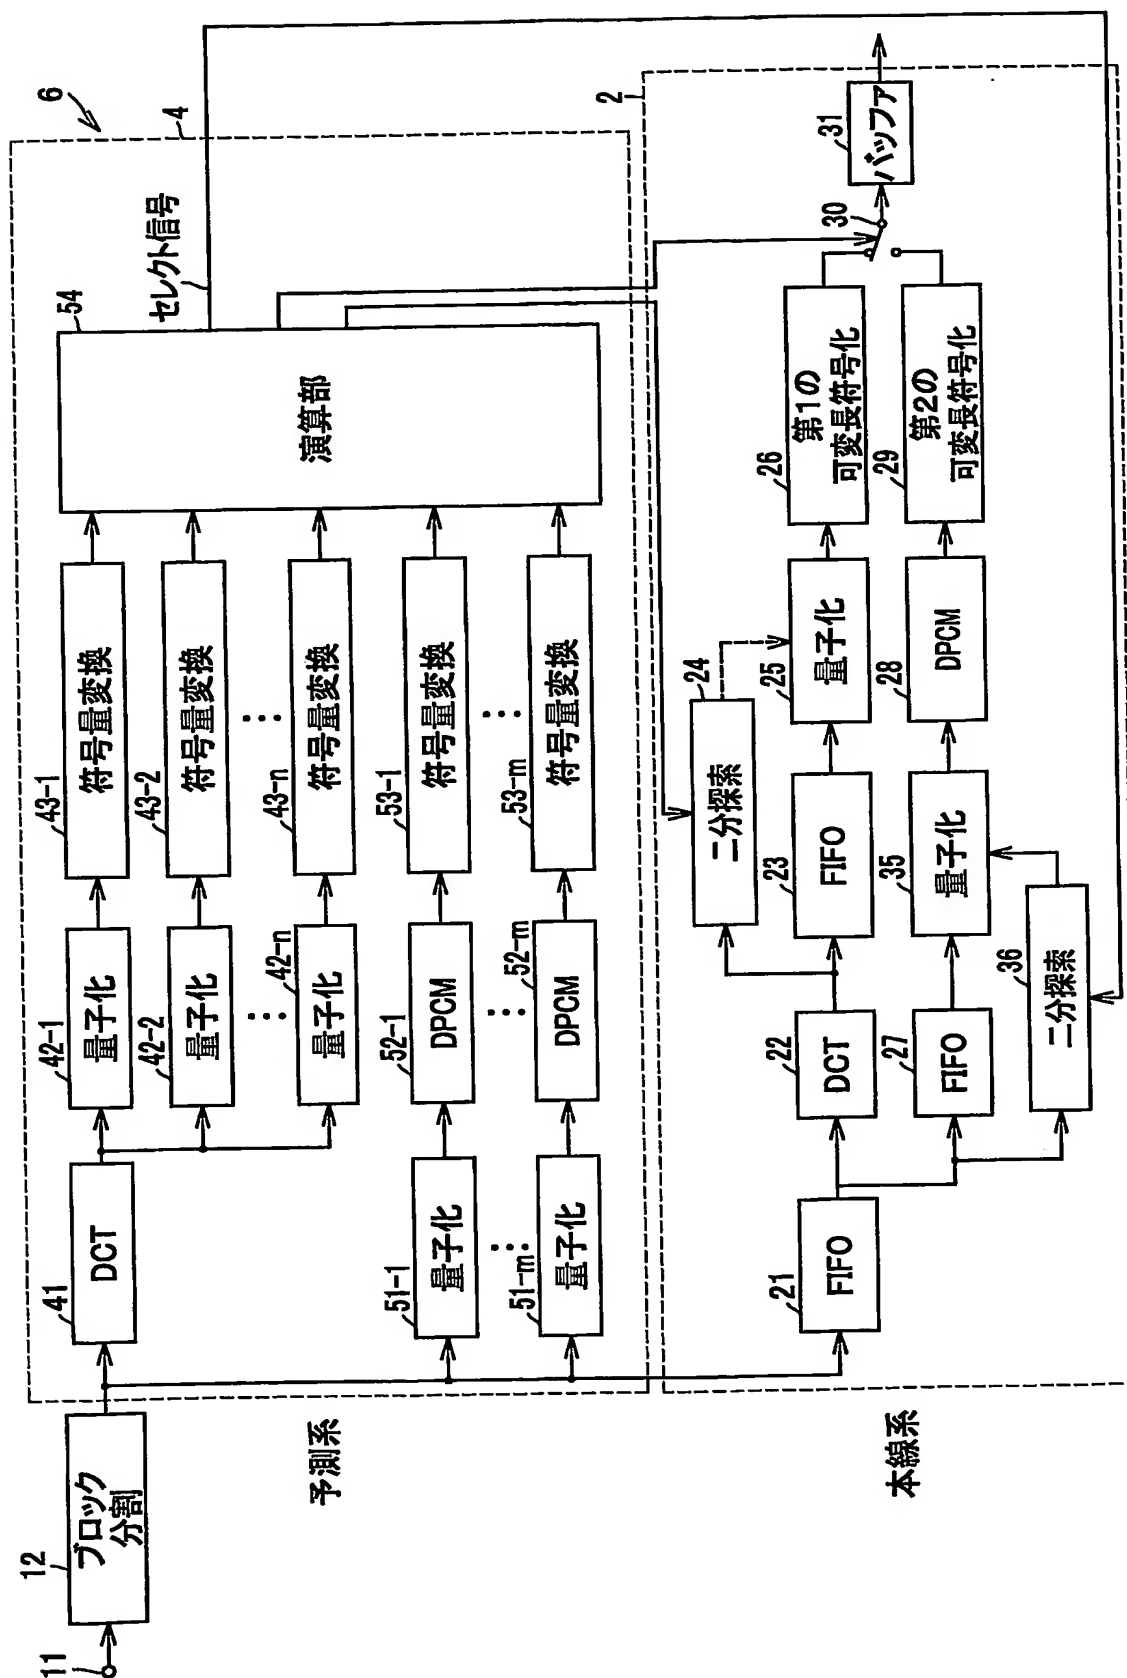 6
4
11
12
ブロック
分割
予測系
41
DCT
42-1
量子化
42-2
量子化
42-n
量子化
43-1
符号量変換
43-2
符号量変換
43-n
符号量変換
51-1
量子化
51-m
量子化
52-1
DPCM
52-m
DPCM
53-1
符号量変換
53-m
符号量変換
54
演算部
セレクト信号
2
本線系
21
FIFO
22
DCT
23
FIFO
24
二分探索
25
量子化
26
第1の
可変長符号化
27
FIFO
36
二分探索
35
量子化
28
DPCM
29
第2の
可変長符号化
30
31
バッファ